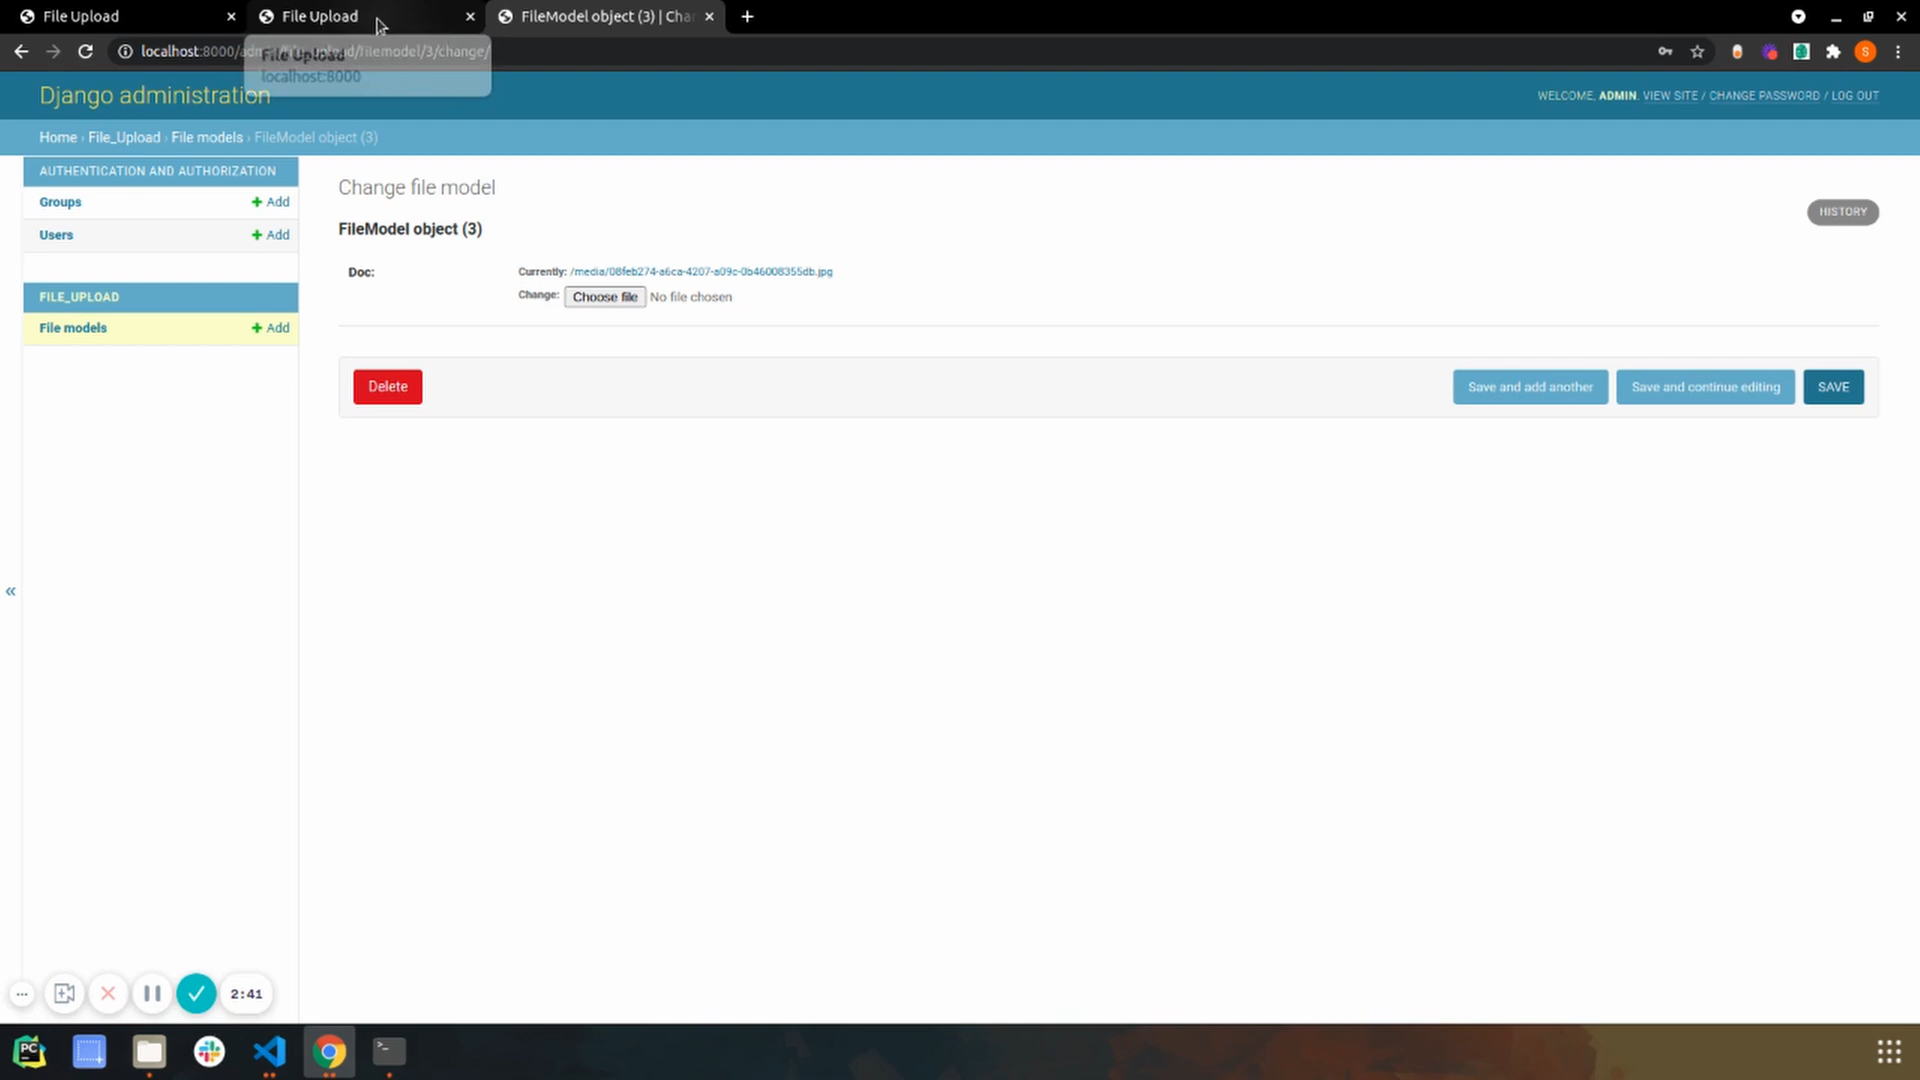 File Upload
File Upload
FileModel object (3) | Cha
localhost:8000/adm
/filemodel/3/change/
File Upload
localhost:8000
Django administration
WELCOME, ADMIN. VIEW SITE / CHANGE PASSWORD / LOG OUT
Home › File_Upload › File models › FileModel object (3)
AUTHENTICATION AND AUTHORIZATION
Groups
+ Add
Users
+ Add
FILE_UPLOAD
File models
+ Add
Change file model
HISTORY
FileModel object (3)
Doc:
Currently: /media/08feb274-a6ca-4207-a09c-0b46008355db.jpg
Change: Choose file No file chosen
Delete
Save and add another
Save and continue editing
SAVE
«
2:41
S
PC